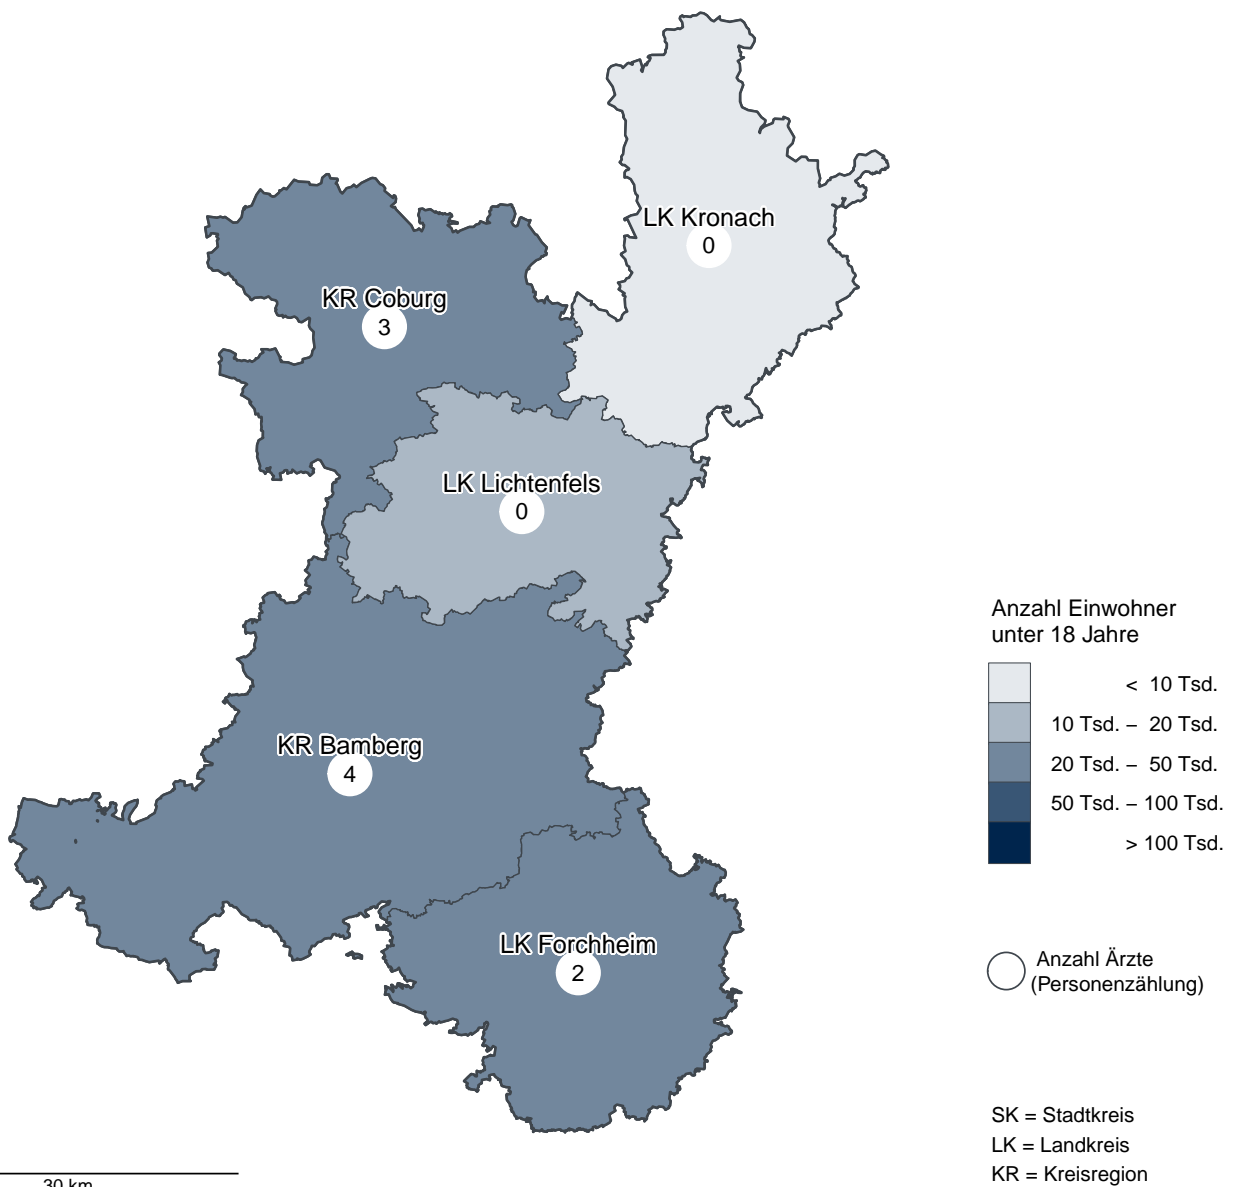 LK Kronach
0
KR Coburg
3
LK Lichtenfels
0
KR Bamberg
4
LK Forchheim
2
Anzahl Einwohner
unter 18 Jahre
< 10 Tsd.
10 Tsd. – 20 Tsd.
20 Tsd. – 50 Tsd.
50 Tsd. – 100 Tsd.
> 100 Tsd.
Anzahl Ärzte
(Personenzählung)
SK = Stadtkreis
LK = Landkreis
KR = Kreisregion
30 km